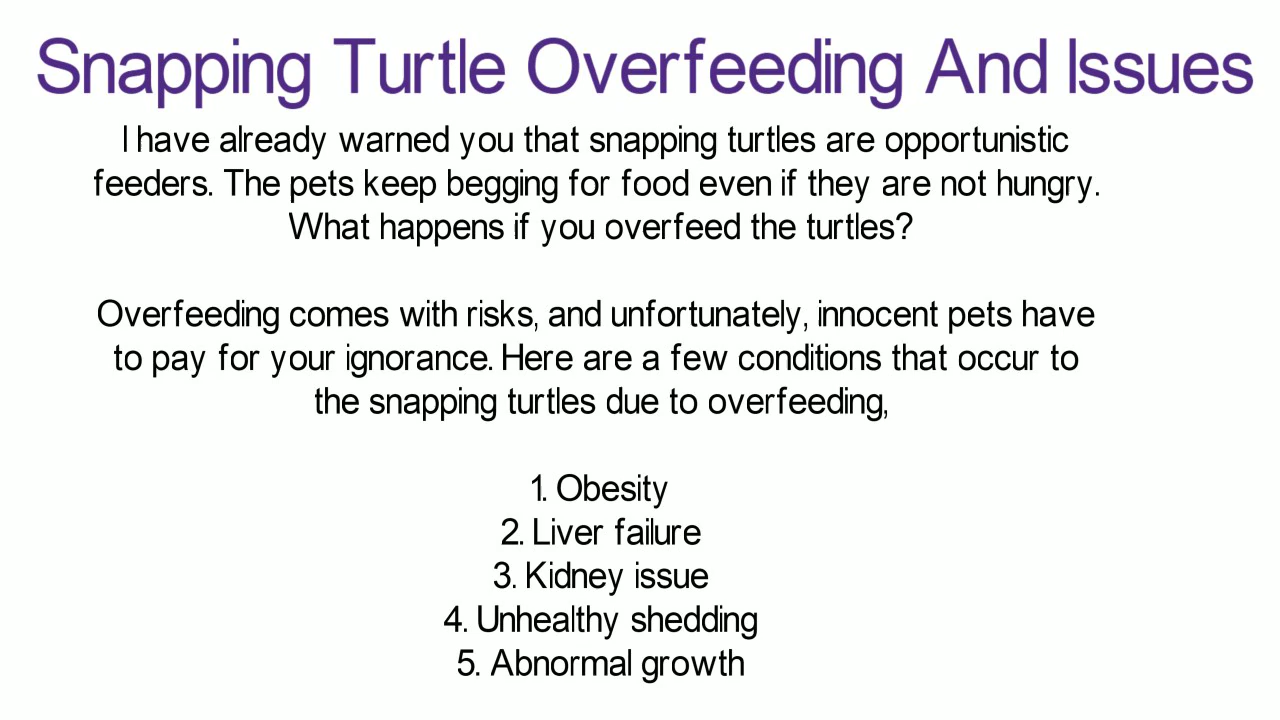 Snapping Turtle Overfeeding And Issues
I have already warned you that snapping turtles are opportunistic
feeders. The pets keep begging for food even if they are not hungry.
What happens if you overfeed the turtles?
Overfeeding comes with risks, and unfortunately, innocent pets have
to pay for your ignorance. Here are a few conditions that occur to
the snapping turtles due to overfeeding,
1. Obesity
2. Liver failure
3. Kidney issue
4. Unhealthy shedding
5. Abnormal growth